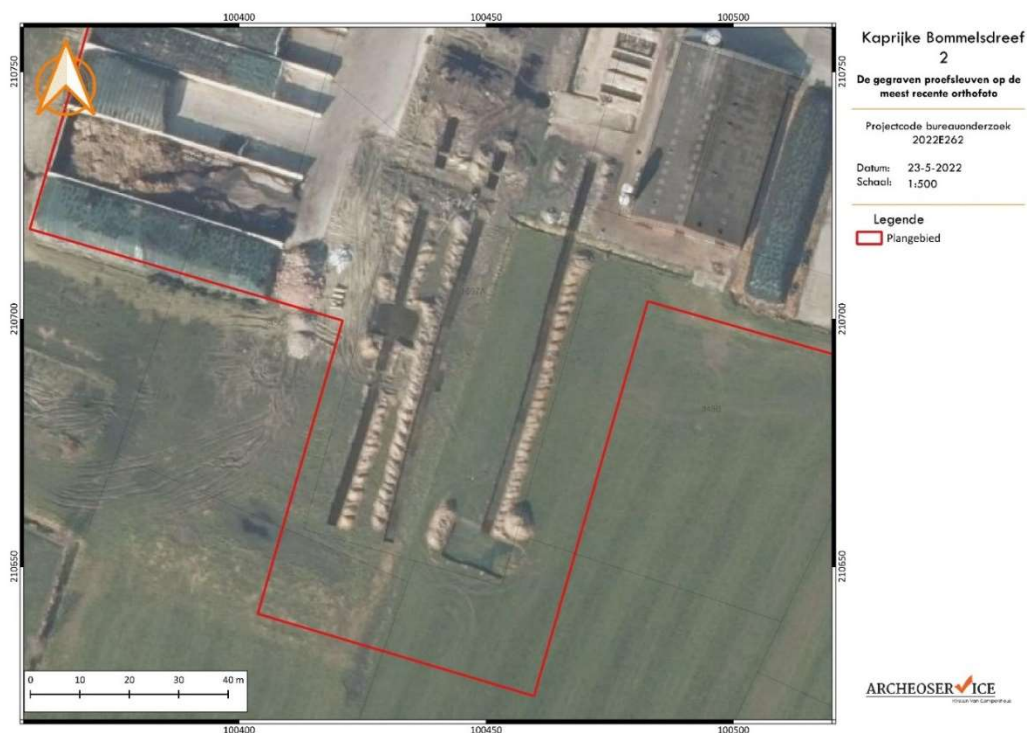 100400
100450
100500
210750
210700
210650
210750
210700
210650
100400
100450
100500
0 10 20 30 40 m
Kaprijke Bommelsdreef
2
De gegraven proefsleuven op de
meest recente orthofoto
Projectcode bureauonderzoek
2022E262
Datum: 23-5-2022
Schaal: 1:500
Legende
Plangebied
ARCHEOSERVICE